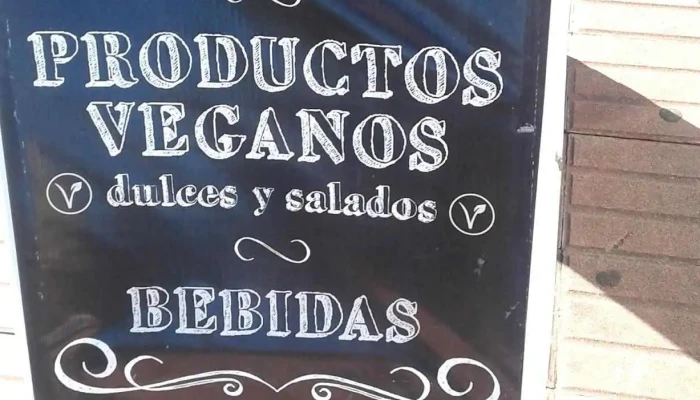 PRODUCTOS
VEGANOS
dulces y salados
BEBIDAS